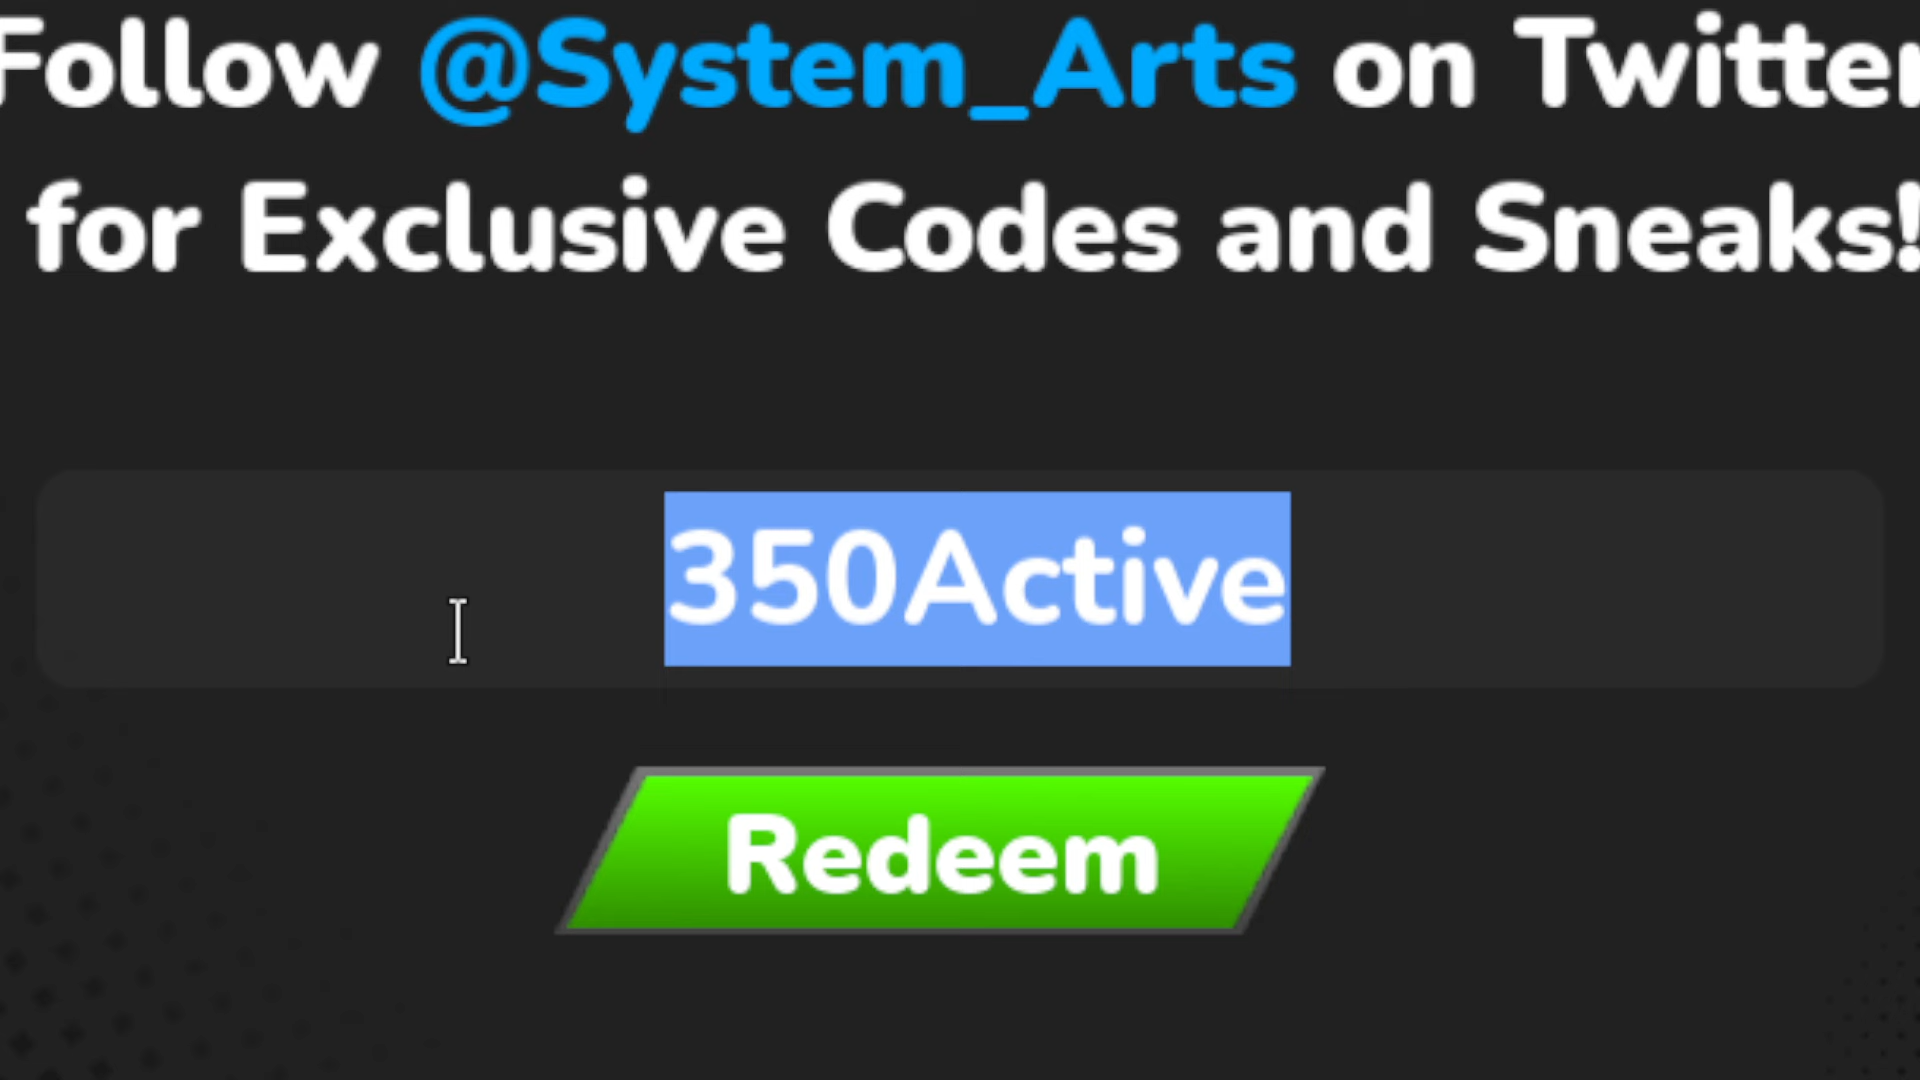 Follow @System_Arts on Twitter
for Exclusive Codes and Sneaks!
350Active
Redeem